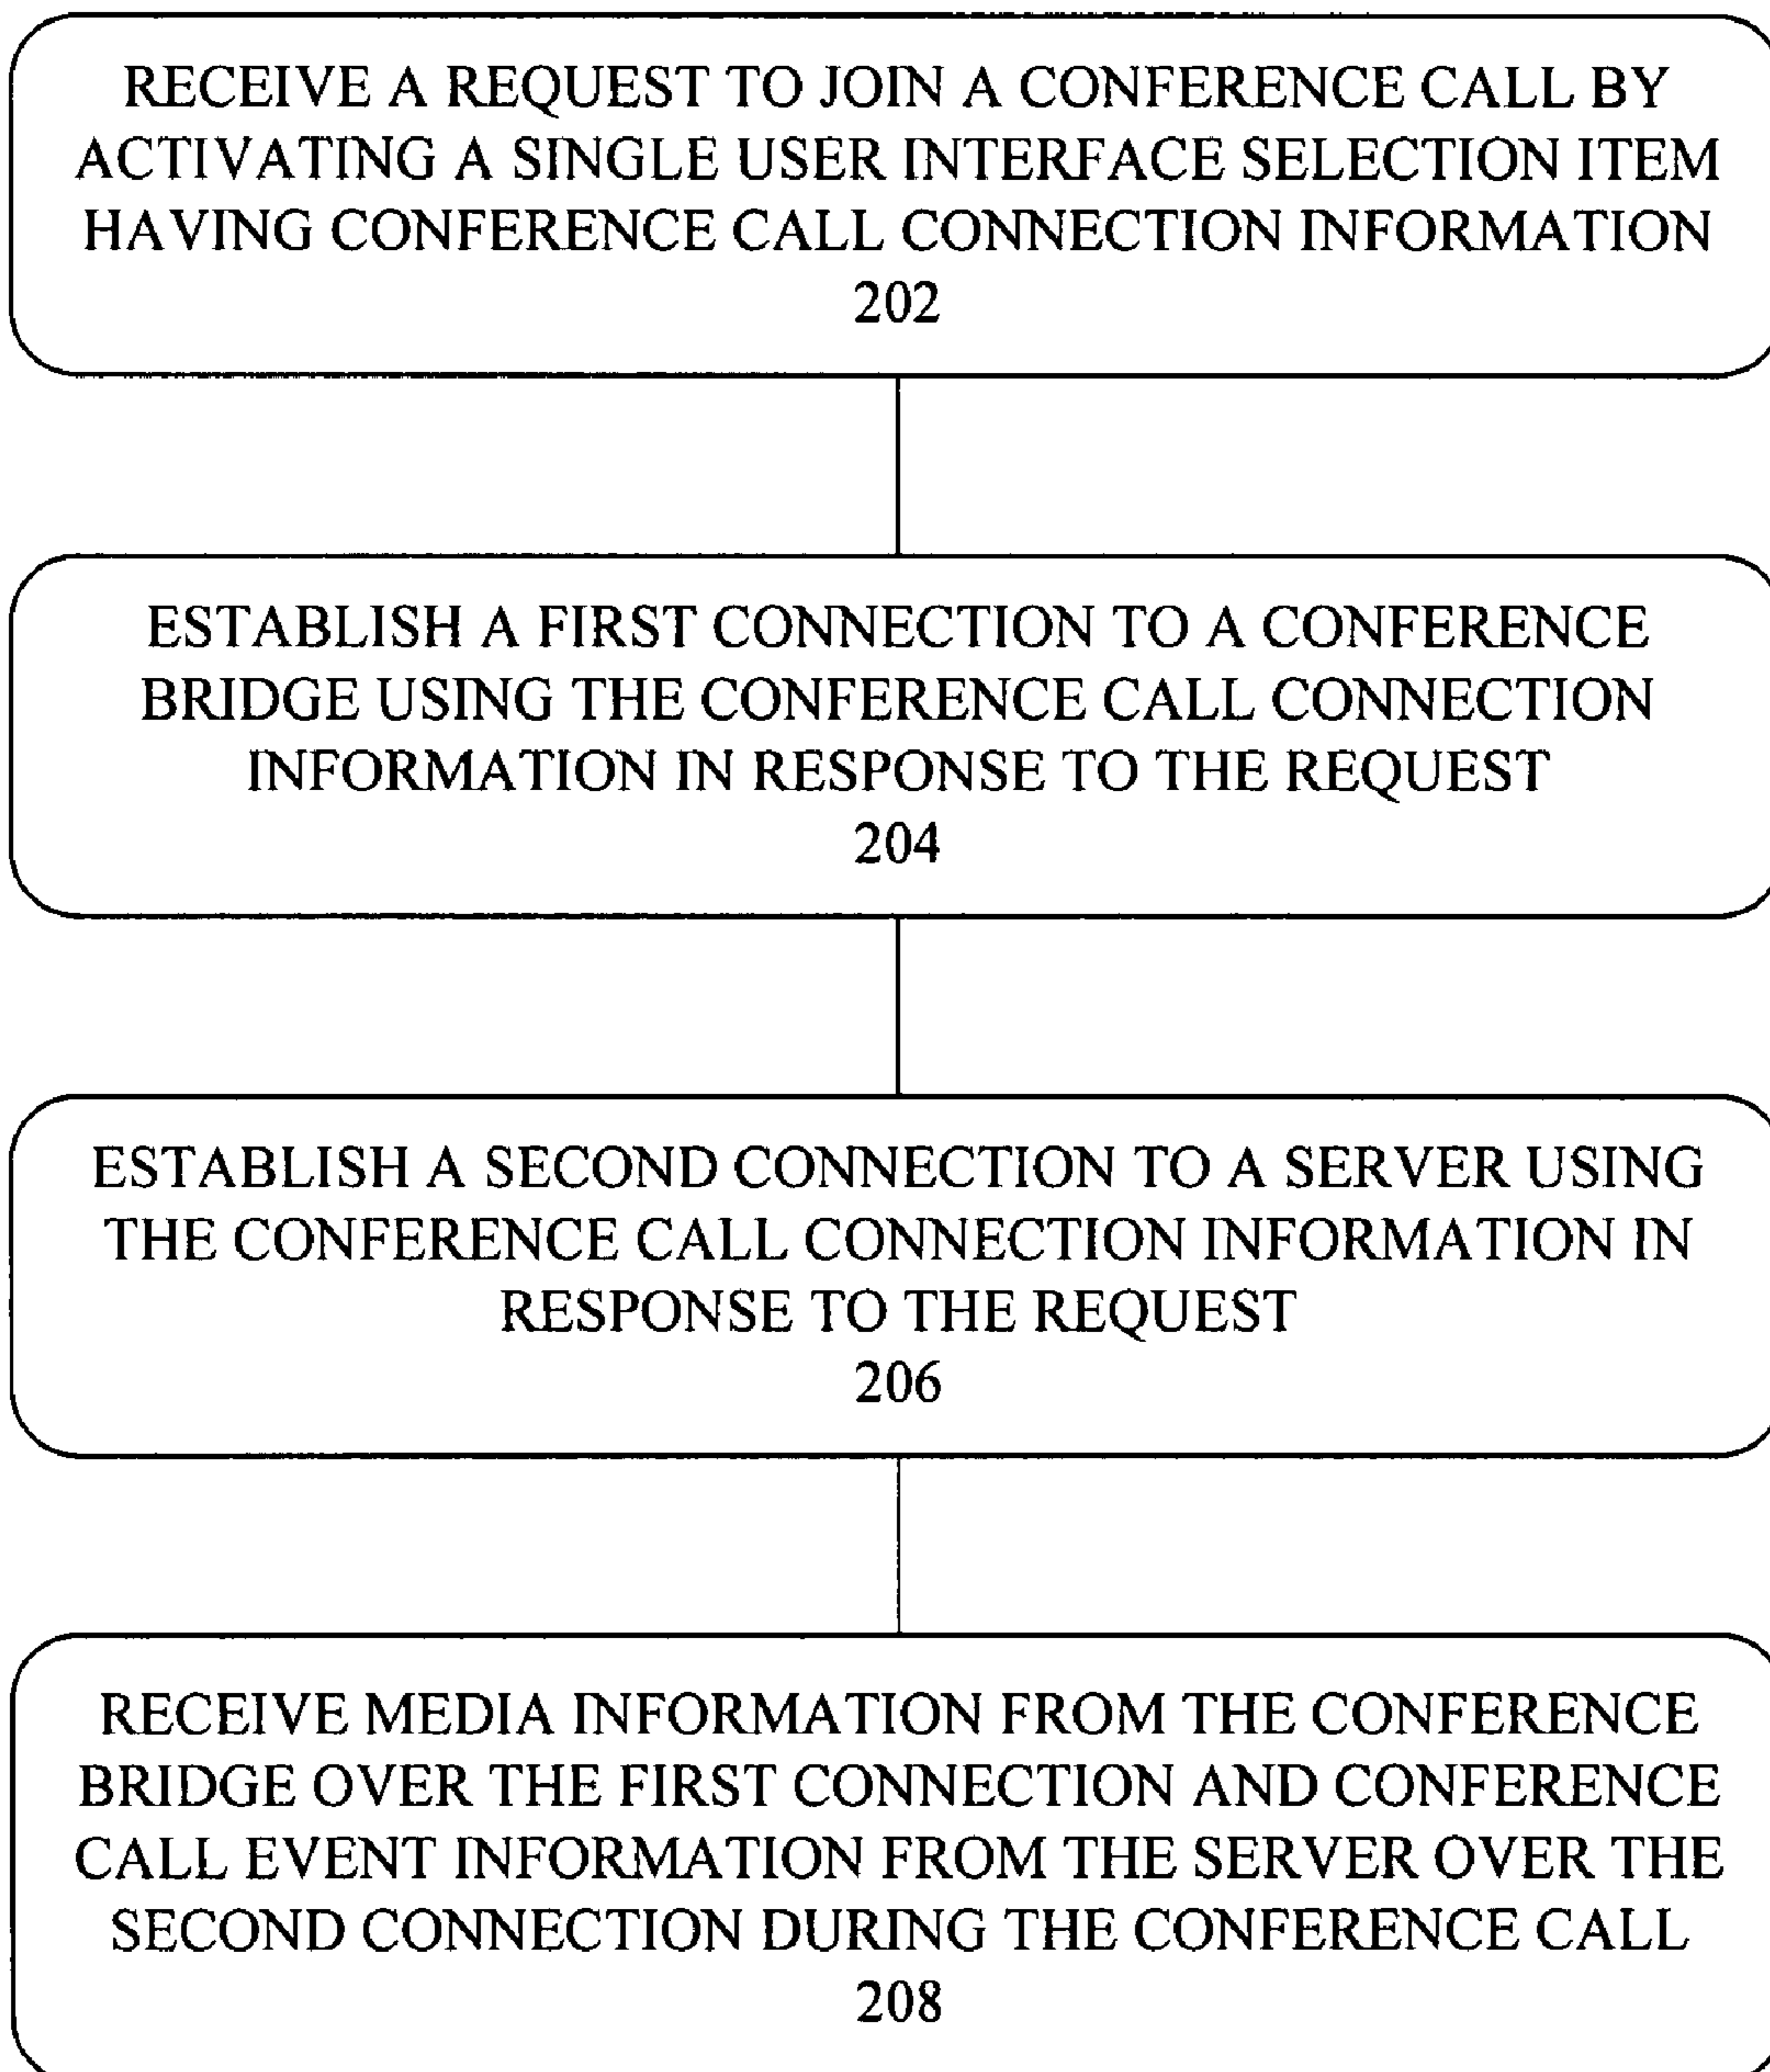 RECEIVE A REQUEST TO JOIN A CONFERENCE CALL BY
ACTIVATING A SINGLE USER INTERFACE SELECTION ITEM
HAVING CONFERENCE CALL CONNECTION INFORMATION
202
ESTABLISH A FIRST CONNECTION TO A CONFERENCE
BRIDGE USING THE CONFERENCE CALL CONNECTION
INFORMATION IN RESPONSE TO THE REQUEST
204
ESTABLISH A SECOND CONNECTION TO A SERVER USING
THE CONFERENCE CALL CONNECTION INFORMATION IN
RESPONSE TO THE REQUEST
206
RECEIVE MEDIA INFORMATION FROM THE CONFERENCE
BRIDGE OVER THE FIRST CONNECTION AND CONFERENCE
CALL EVENT INFORMATION FROM THE SERVER OVER THE
SECOND CONNECTION DURING THE CONFERENCE CALL
208